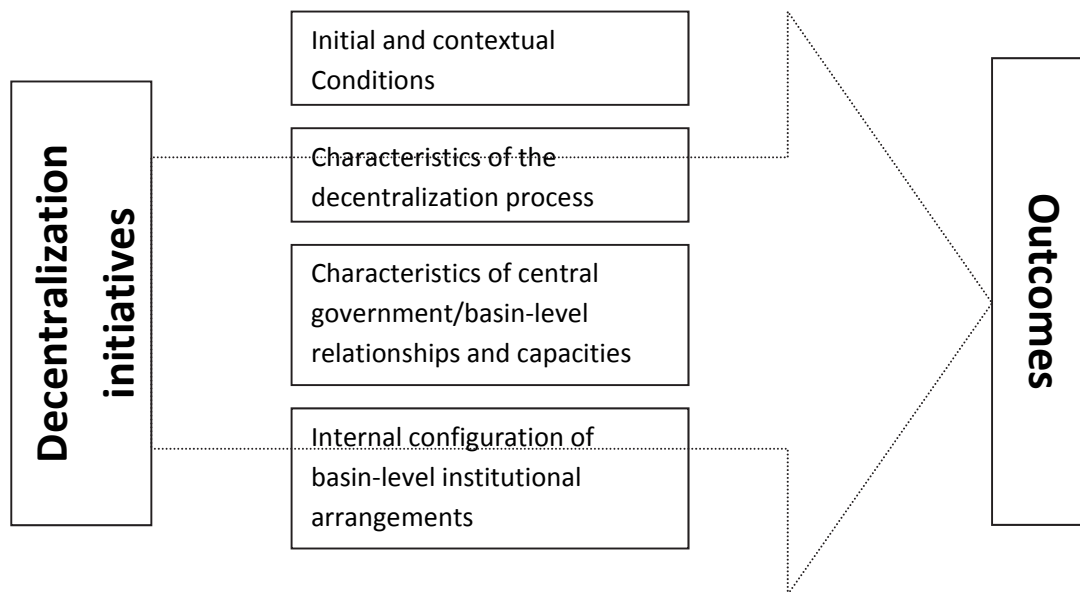 Decentralization
initiatives
Initial and contextual
Conditions
Characteristics of the
decentralization process
Characteristics of central
government/basin-level
relationships and capacities
Internal configuration of
basin-level institutional
arrangements
Outcomes